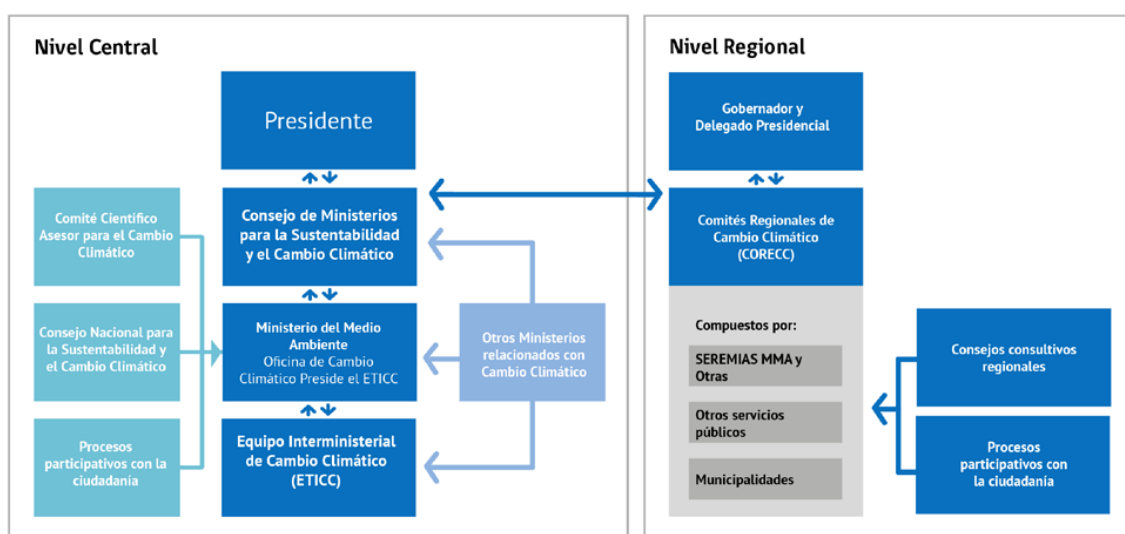 Nivel Central
Presidente
Comité Científico
Asesor para el Cambio
Climático
Consejo de Ministerios
para la Sustentabilidad
y el Cambio Climático
Consejo Nacional para
la Sustentabilidad y
el Cambio Climático
Ministerio del Medio
Ambiente
Oficina de Cambio
Climático Preside el ETICC
Otros Ministerios
relacionados con
Cambio Climático
Procesos
participativos con la
ciudadanía
Equipo Interministerial
de Cambio Climático
(ETICC)
Nivel Regional
Gobernador y
Delegado Presidencial
Comités Regionales de
Cambio Climático
(CORECC)
Compuestos por:
SEREMIAS MMA y
Otras
Otros servicios
públicos
Municipalidades
Consejos consultivos
regionales
Procesos
participativos con
la ciudadanía